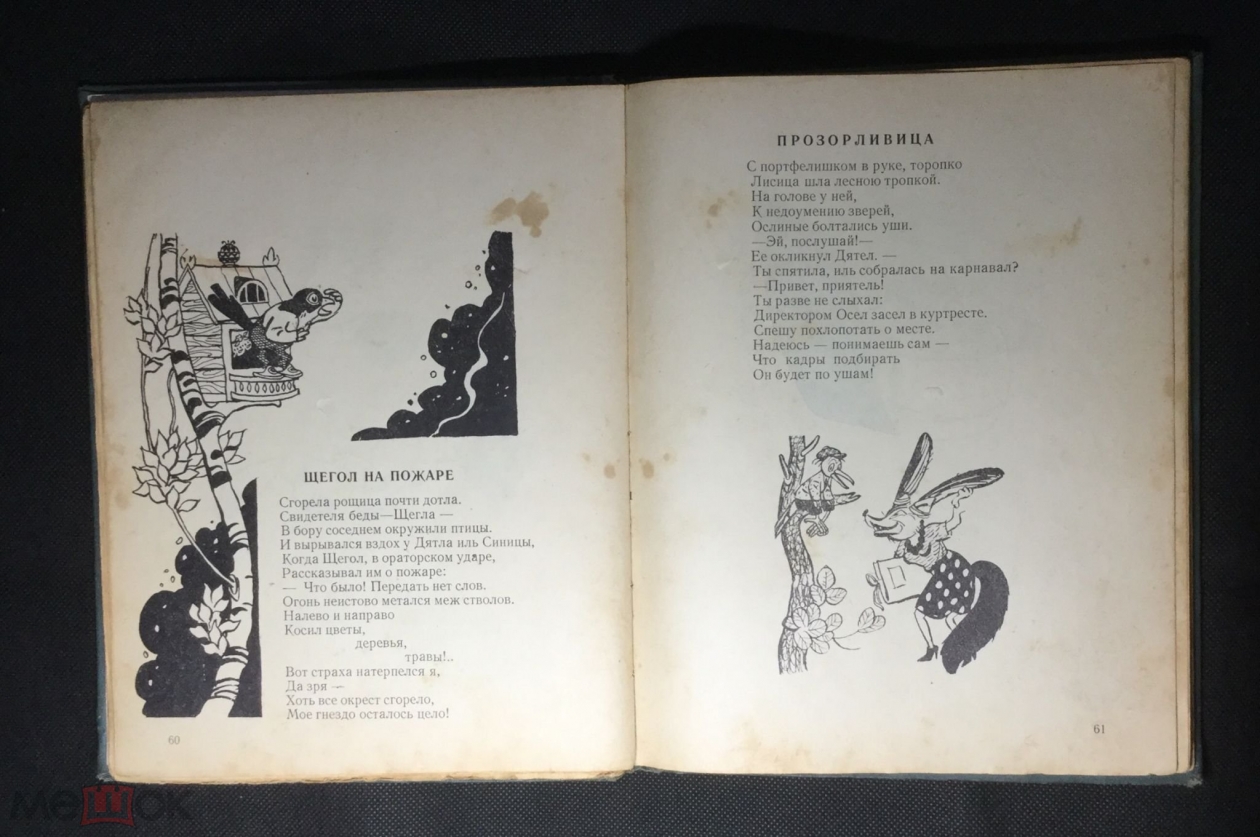 ЩЕГОЛ НА ПОЖАРЕ
Сгорела рощица почти дотла.
Свидетеля беды—Щегла —
В бору соседнем окружили птицы.
И вырывался вздох у Дятла иль Синицы,
Когда Щегол, в ораторском ударе,
Рассказывал им о пожаре:
— Что было! Передать нет слов.
Огонь неистово метался меж стволов.
Налево и направо
Косил цветы,
деревья,
травы!..
Вот страха натерпелся я,
Да зря —
Хоть все окрест сгорело,
Мое гнездо осталось цело!
60
ПРОЗОРЛИВИЦА
С портфелишком в руке, торопко
Лисица шла лесною тропкой.
На голове у ней,
К недоумению зверей,
Ослиные болтались уши.
—Эй, послушай!—
Ее окликнул Дятел. —
Ты спятила, иль собралась на карнавал?
—Привет, приятель!
Ты разве не слыхал:
Директором Осел засел в куртресте.
Спешу похлопотать о месте.
Надеюсь — понимаешь сам —
Что кадры подбирать
Он будет по ушам!
61
мешок